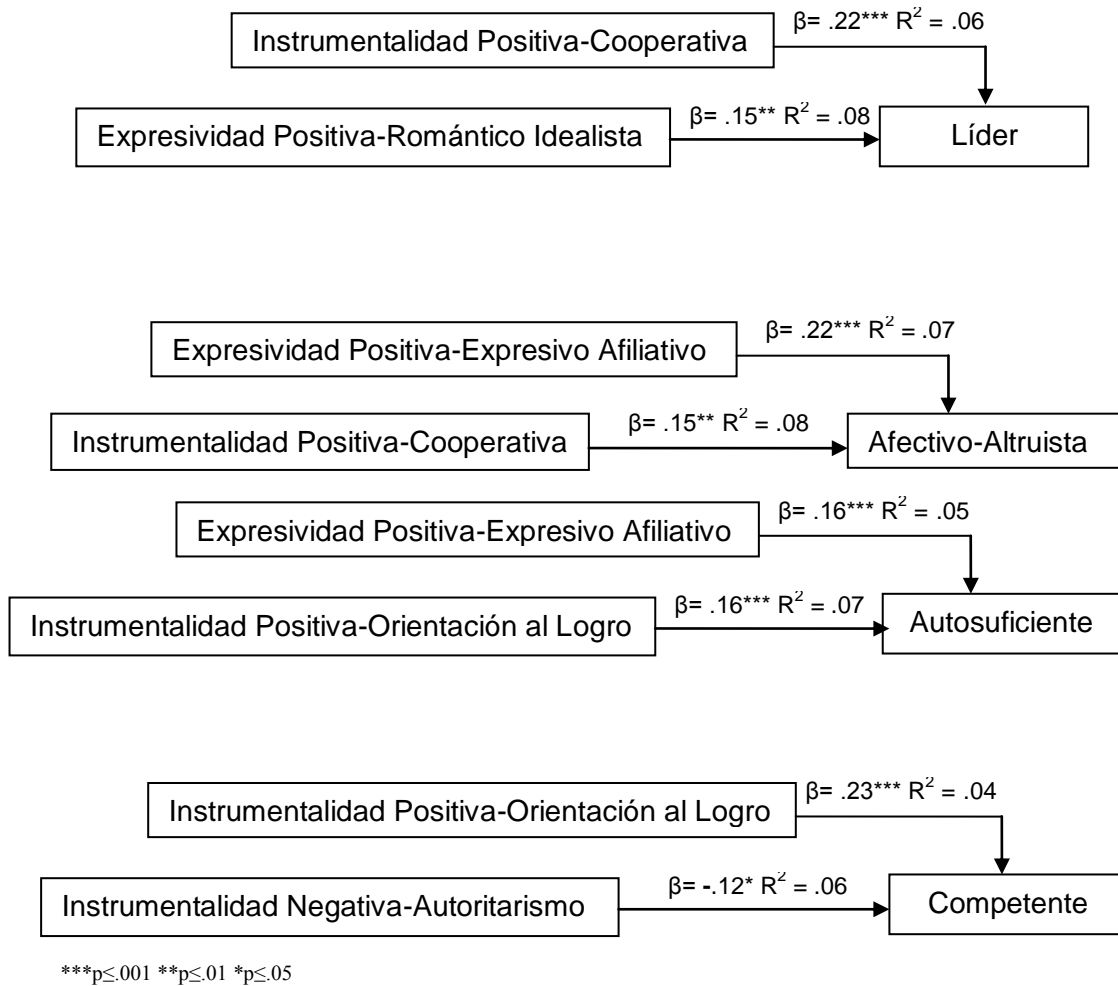 β= .22*** R² = .06
Instrumentalidad Positiva-Cooperativa
β= .15** R² = .08
Expresividad Positiva-Romántico Idealista
Líder
β= .22*** R² = .07
Expresividad Positiva-Expresivo Afiliativo
β= .15** R² = .08
Instrumentalidad Positiva-Cooperativa
Afectivo-Altruista
β= .16*** R² = .05
Expresividad Positiva-Expresivo Afiliativo
β= .16*** R² = .07
Instrumentalidad Positiva-Orientación al Logro
Autosuficiente
β= .23*** R² = .04
Instrumentalidad Positiva-Orientación al Logro
β= -.12* R² = .06
Instrumentalidad Negativa-Autoritarismo
Competente
***p≤.001 **p≤.01 *p≤.05